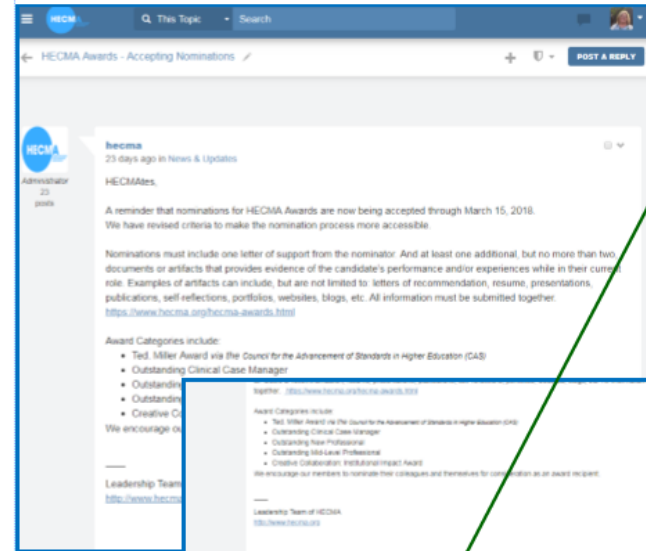 HECMA
This Topic
Search
HECMA Awards - Accepting Nominations
POST A REPLY
HECMA
hecma
23 days ago in News & Updates
Administrator
23
posts
HECMAtes,
A reminder that nominations for HECMA Awards are now being accepted through March 15, 2018.
We have revised criteria to make the nomination process more accessible.
Nominations must include one letter of support from the nominator. And at least one additional, but no more than two,
documents or artifacts that provides evidence of the candidate's performance and/or experiences while in their current
role. Examples of artifacts can include, but are not limited to: letters of recommendation, resume, presentations,
publications, self-reflections, portfolios, websites, blogs, etc. All information must be submitted together.
https://www.hecma.org/hecma-awards.html
Award Categories include:
Ted. Miller Award via the Council for the Advancement of Standards in Higher Education (CAS)
Outstanding Clinical Case Manager
Outstanding
Outstanding
Creative Co
We encourage ou
Leadership Team
http://www.hecma
together. https://www.hecma.org/hecma-awards.html
Award Categories include:
Ted. Miller Award via the Council for the Advancement of Standards in Higher Education (CAS)
Outstanding Clinical Case Manager
Outstanding New Professional
Outstanding Mid-Level Professional
Creative Collaboration: Institutional Impact Award
We encourage our members to nominate their colleagues and themselves for consideration as an award recipient.
Leadership Team of HECMA
http://www.hecma.org